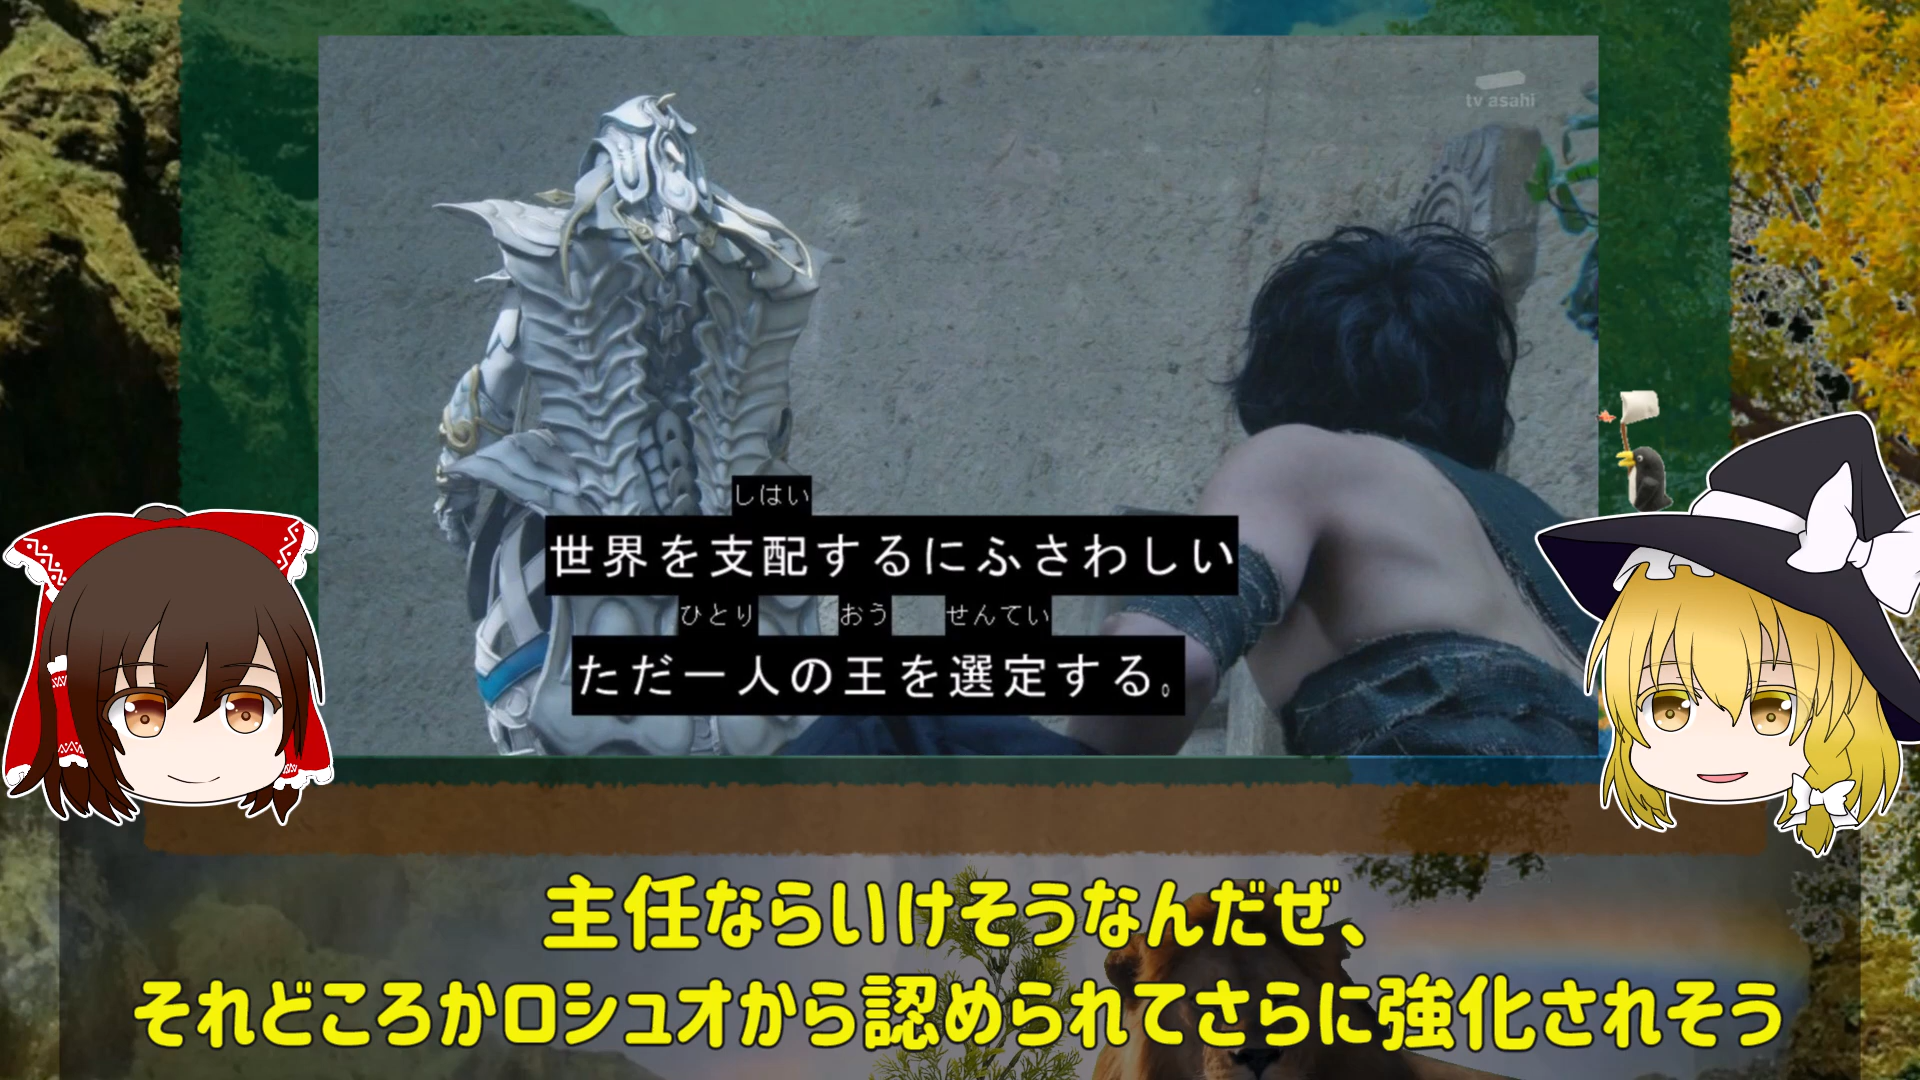 tv asahi
しはい
世界を支配するにふさわしい
ひとり おう せんてい
ただ一人の王を選定する。
主任ならいけそうなんだぜ、
それどころかロシュオから認められてさらに強化されそう